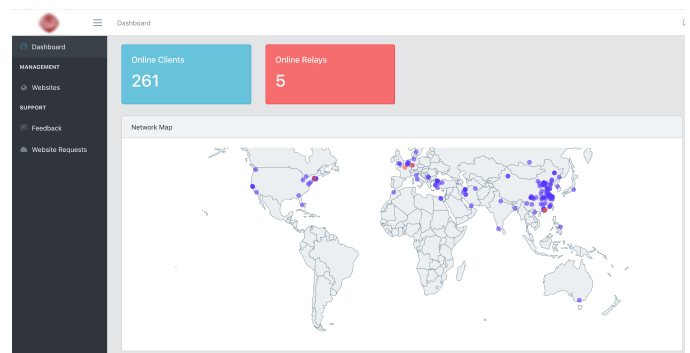 Dashboard
Dashboard
MANAGEMENT
Websites
SUPPORT
Feedback
Website Requests
Online Clients
261
Online Relays
5
Network Map